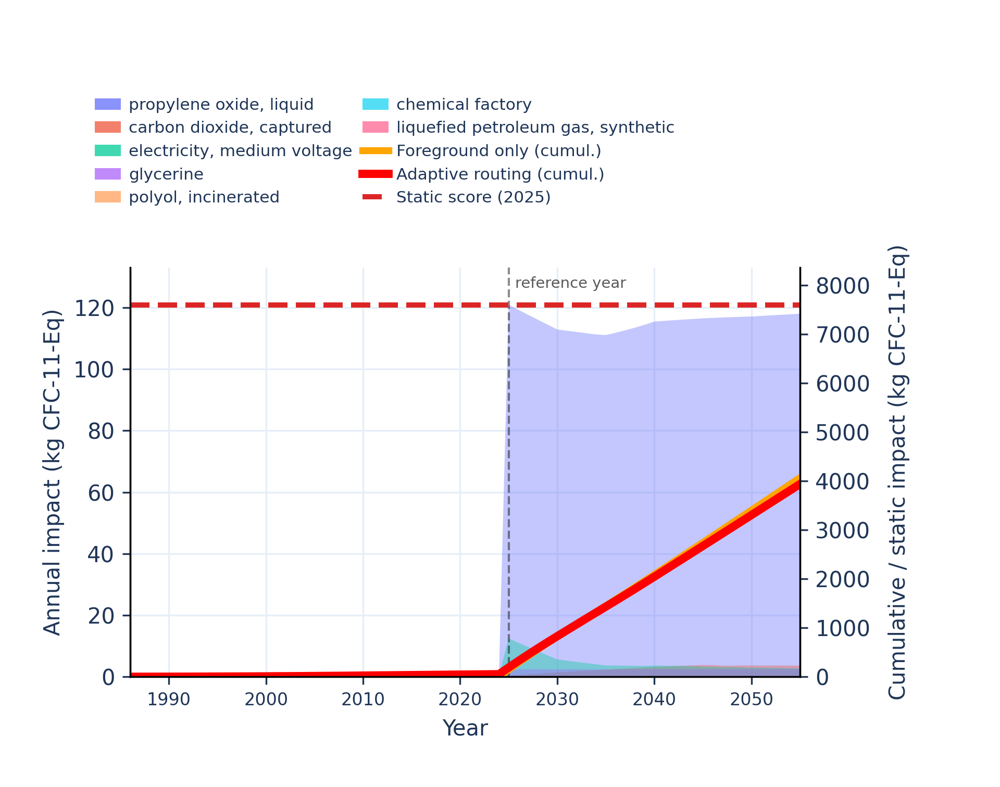 propylene oxide, liquid
carbon dioxide, captured
electricity, medium voltage
glycerine
polyol, incinerated
chemical factory
liquefied petroleum gas, synthetic
Foreground only (cumul.)
Adaptive routing (cumul.)
Static score (2025)
reference year
Annual impact (kg CFC-11-Eq)
120
100
80
60
40
20
0
8000
7000
6000
5000
4000
3000
2000
1000
0
Cumulative / static impact (kg CFC-11-Eq)
1990 2000 2010 2020 2030 2040 2050
Year